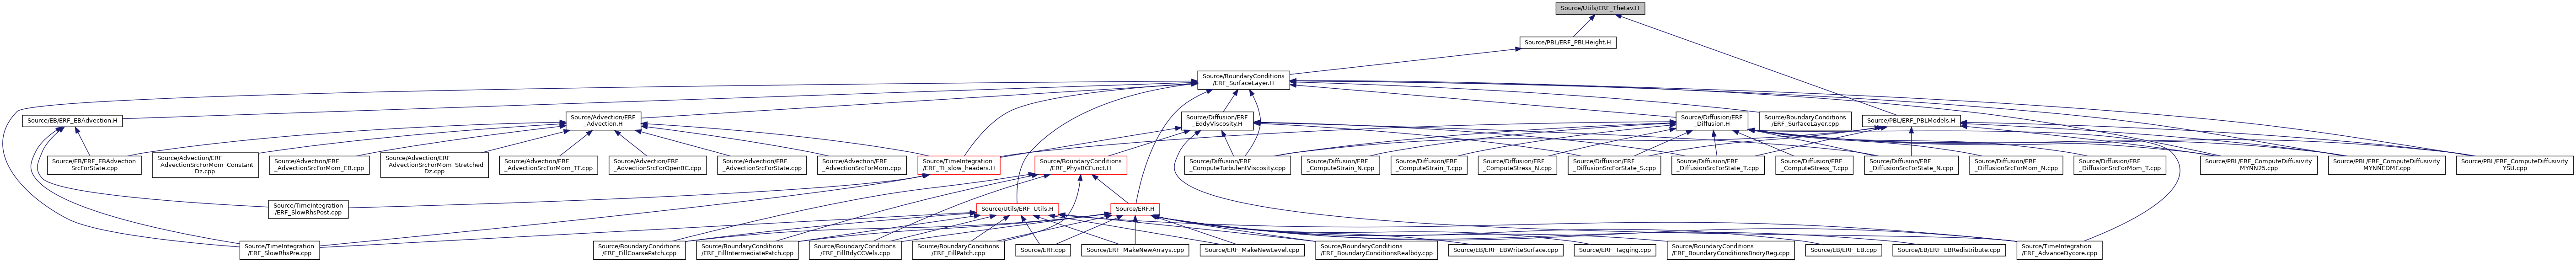 Source/Utils/ERF_Thetav.H
Source/PBL/ERF_PBLHeight.H
Source/BoundaryConditions
/ERF_SurfaceLayer.H
Source/EB/ERF_EBAdvection.H
Source/Advection/ERF
_Advection.H
Source/Diffusion/ERF
_EddyViscosity.H
Source/Diffusion/ERF
_Diffusion.H
Source/BoundaryConditions
/ERF_SurfaceLayer.cpp
Source/PBL/ERF_PBLModels.H
Source/EB/ERF_EBAdvection
SrcForState.cpp
Source/Advection/ERF
_AdvectionSrcForMom_Constant
Dz.cpp
Source/Advection/ERF
_AdvectionSrcForMom_EB.cpp
Source/Advection/ERF
_AdvectionSrcForMom_Stretched
Dz.cpp
Source/Advection/ERF
_AdvectionSrcForMom_TF.cpp
Source/Advection/ERF
_AdvectionSrcForOpenBC.cpp
Source/Advection/ERF
_AdvectionSrcForState.cpp
Source/Advection/ERF
_AdvectionSrcForMom.cpp
Source/TimeIntegration
/ERF_TI_slow_headers.H
Source/BoundaryConditions
/ERF_PhysBCFunct.H
Source/Diffusion/ERF
_ComputeTurbulentViscosity.cpp
Source/Diffusion/ERF
_ComputeStrain_N.cpp
Source/Diffusion/ERF
_ComputeStrain_T.cpp
Source/Diffusion/ERF
_ComputeStress_N.cpp
Source/Diffusion/ERF
_DiffusionSrcForState_S.cpp
Source/Diffusion/ERF
_DiffusionSrcForState_T.cpp
Source/Diffusion/ERF
_ComputeStress_T.cpp
Source/Diffusion/ERF
_DiffusionSrcForState_N.cpp
Source/Diffusion/ERF
_DiffusionSrcForMom_N.cpp
Source/Diffusion/ERF
_DiffusionSrcForMom_T.cpp
Source/PBL/ERF_ComputeDiffusivity
MYNN25.cpp
Source/PBL/ERF_ComputeDiffusivity
MYNNEDMF.cpp
Source/PBL/ERF_ComputeDiffusivity
YSU.cpp
Source/TimeIntegration
/ERF_SlowRhsPost.cpp
Source/Utils/ERF_Utils.H
Source/ERF.H
Source/TimeIntegration
/ERF_SlowRhsPre.cpp
Source/BoundaryConditions
/ERF_FillCoarsePatch.cpp
Source/BoundaryConditions
/ERF_FillIntermediatePatch.cpp
Source/BoundaryConditions
/ERF_FillBdyCCVels.cpp
Source/BoundaryConditions
/ERF_FillPatch.cpp
Source/ERF.cpp
Source/ERF_MakeNewArrays.cpp
Source/ERF_MakeNewLevel.cpp
Source/BoundaryConditions
/ERF_BoundaryConditionsRealbdy.cpp
Source/EB/ERF_EBWriteSurface.cpp
Source/ERF_Tagging.cpp
Source/BoundaryConditions
/ERF_BoundaryConditionsBndryReg.cpp
Source/EB/ERF_EB.cpp
Source/EB/ERF_EBRedistribute.cpp
Source/TimeIntegration
/ERF_AdvanceDycore.cpp